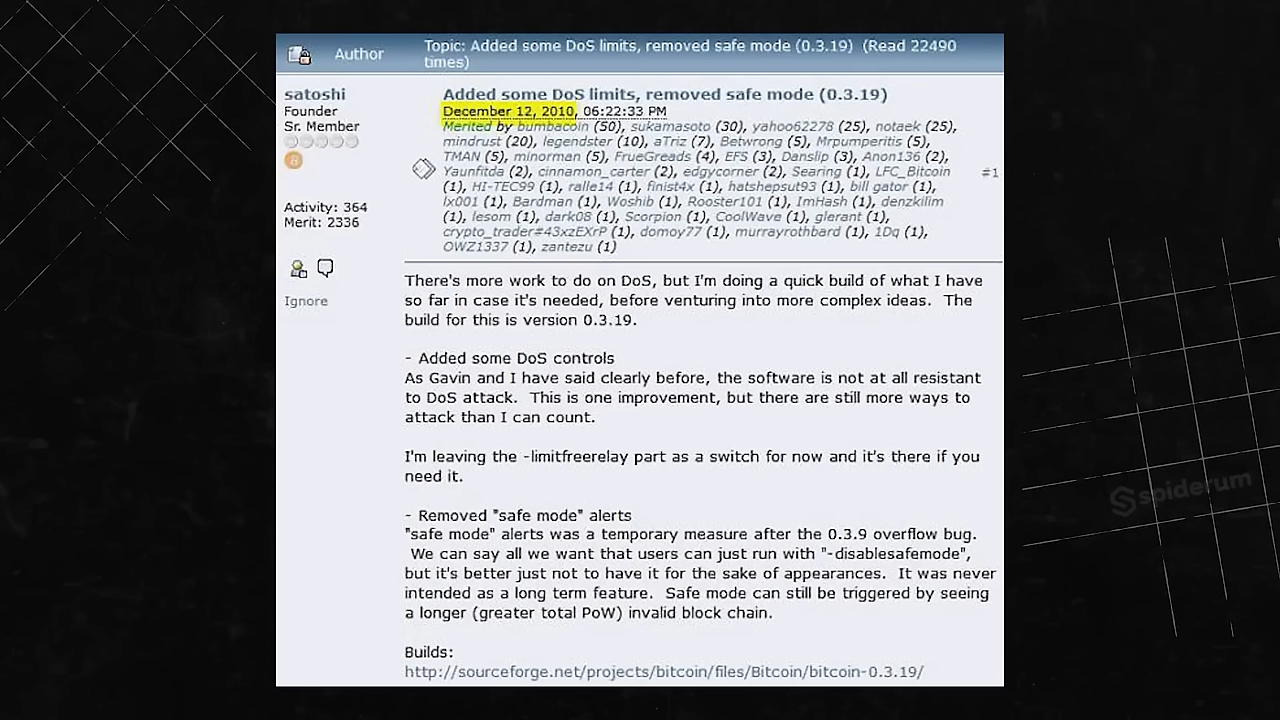 Author
Topic: Added some DoS limits, removed safe mode (0.3.19)  (Read 22490
times)
satoshi
Founder
Sr. Member
Activity: 364
Merit: 2336
Ignore
Added some DoS limits, removed safe mode (0.3.19)
December 12, 2010, 06:22:33 PM
Merited by bumbacoin (50), sukamasoto (30), yahoo62278 (25), notaek (25),
mindrust (20), legendster (10), aTriz (7), Betwrong (5), Mrpumperitis (5),
TMAN (5), minorman (5), FrueGreads (4), EFS (3), Danslip (3), Anon136 (2),
Yaunfitda (2), cinnamon_carter (2), edgycorner (2), Searing (1), LFC_Bitcoin
(1), HI-TEC99 (1), ralle14 (1), finist4x (1), hatshepsut93 (1), bill gator (1),
lx001 (1), Bardman (1), Woshib (1), Rooster101 (1), ImHash (1), denzkilim
(1), lesom (1), dark08 (1), Scorpion (1), CoolWave (1), glerant (1),
crypto_trader#43xzEXrP (1), domoy77 (1), murrayrothbard (1), 1Dq (1),
OWZ1337 (1), zantezu (1)
#1
There's more work to do on DoS, but I'm doing a quick build of what I have
so far in case it's needed, before venturing into more complex ideas.  The
build for this is version 0.3.19.
- Added some DoS controls
As Gavin and I have said clearly before, the software is not at all resistant
to DoS attack.  This is one improvement, but there are still more ways to
attack than I can count.
I'm leaving the -limitfreerelay part as a switch for now and it's there if you
need it.
- Removed "safe mode" alerts
"safe mode" alerts was a temporary measure after the 0.3.9 overflow bug.
We can say all we want that users can just run with "-disablesafemode",
but it's better just not to have it for the sake of appearances.  It was never
intended as a long term feature.  Safe mode can still be triggered by seeing
a longer (greater total PoW) invalid block chain.
Builds:
http://sourceforge.net/projects/bitcoin/files/Bitcoin/bitcoin-0.3.19/
spiderum